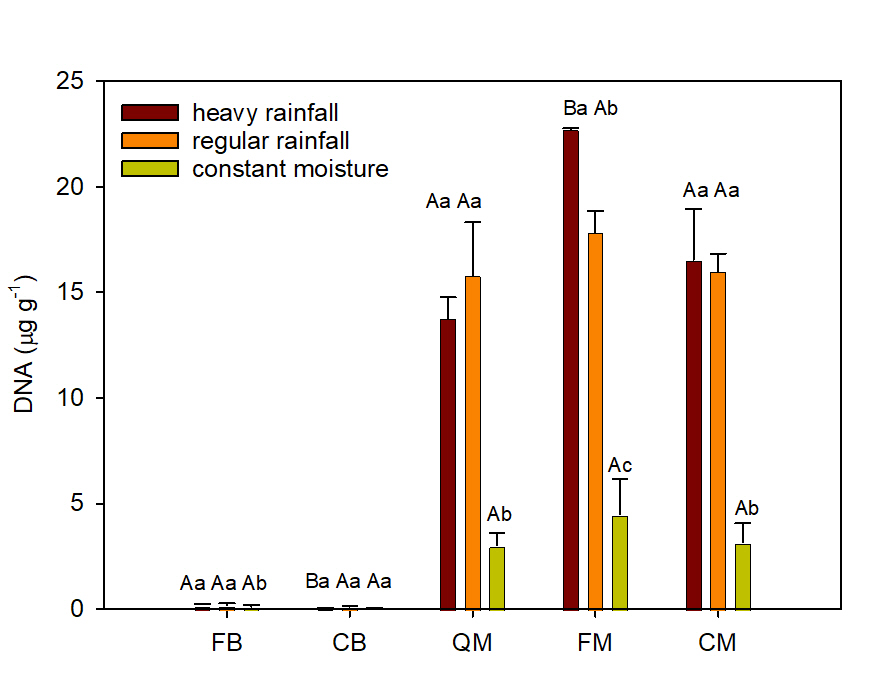 25
heavy rainfall
regular rainfall
constant moisture
Ba Ab
20
Aa Aa
Aa Aa
15
DNA (µg g⁻¹)
10
5
Ac
Ab
Ab
Aa Aa Ab
Ba Aa Aa
0
FB CB QM FM CM